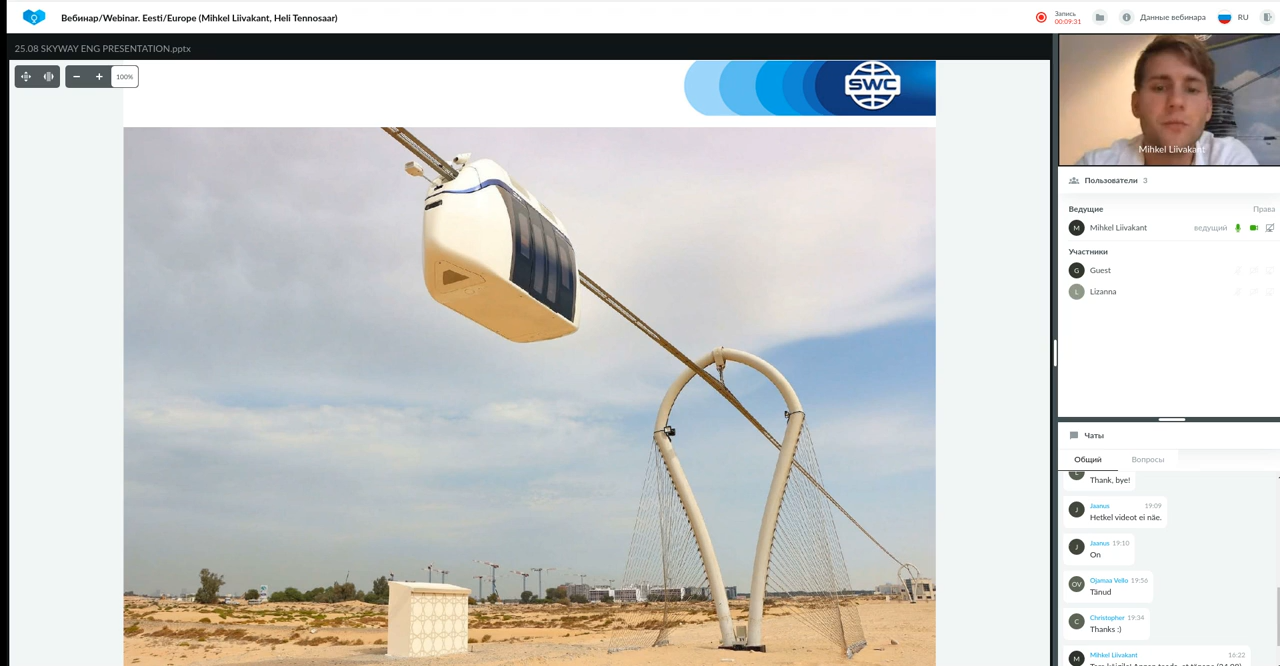 Вебинар/Webinar. Eesti/Europe (Mihkel Liivakant, Heli Tennosaar)
Запись
00:09:31
Данные вебинара
RU
25.08 SKYWAY ENG PRESENTATION.pptx
100%
SWC
Mihkel Liivakant
Пользователи 3
Ведущие
Права
M
Mihkel Liivakant
ведущий
Участники
G
Guest
L
Lizanna
Чаты
Общий
Вопросы
Thank, bye!
J
Jaanus 19:09
Hetkel videot ei näe.
J
Jaanus 19:10
On
OV
Ojamaa Vello 19:56
Tänud
C
Christopher 19:34
Thanks :)
M
Mihkel Liivakant 16:22